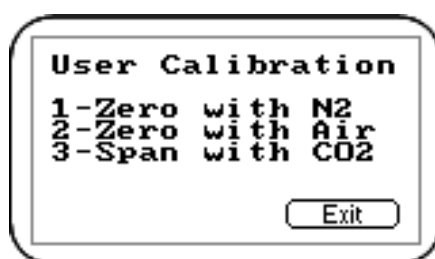 User Calibration
1-Zero with N2
2-Zero with Air
3-Span with CO2
Exit